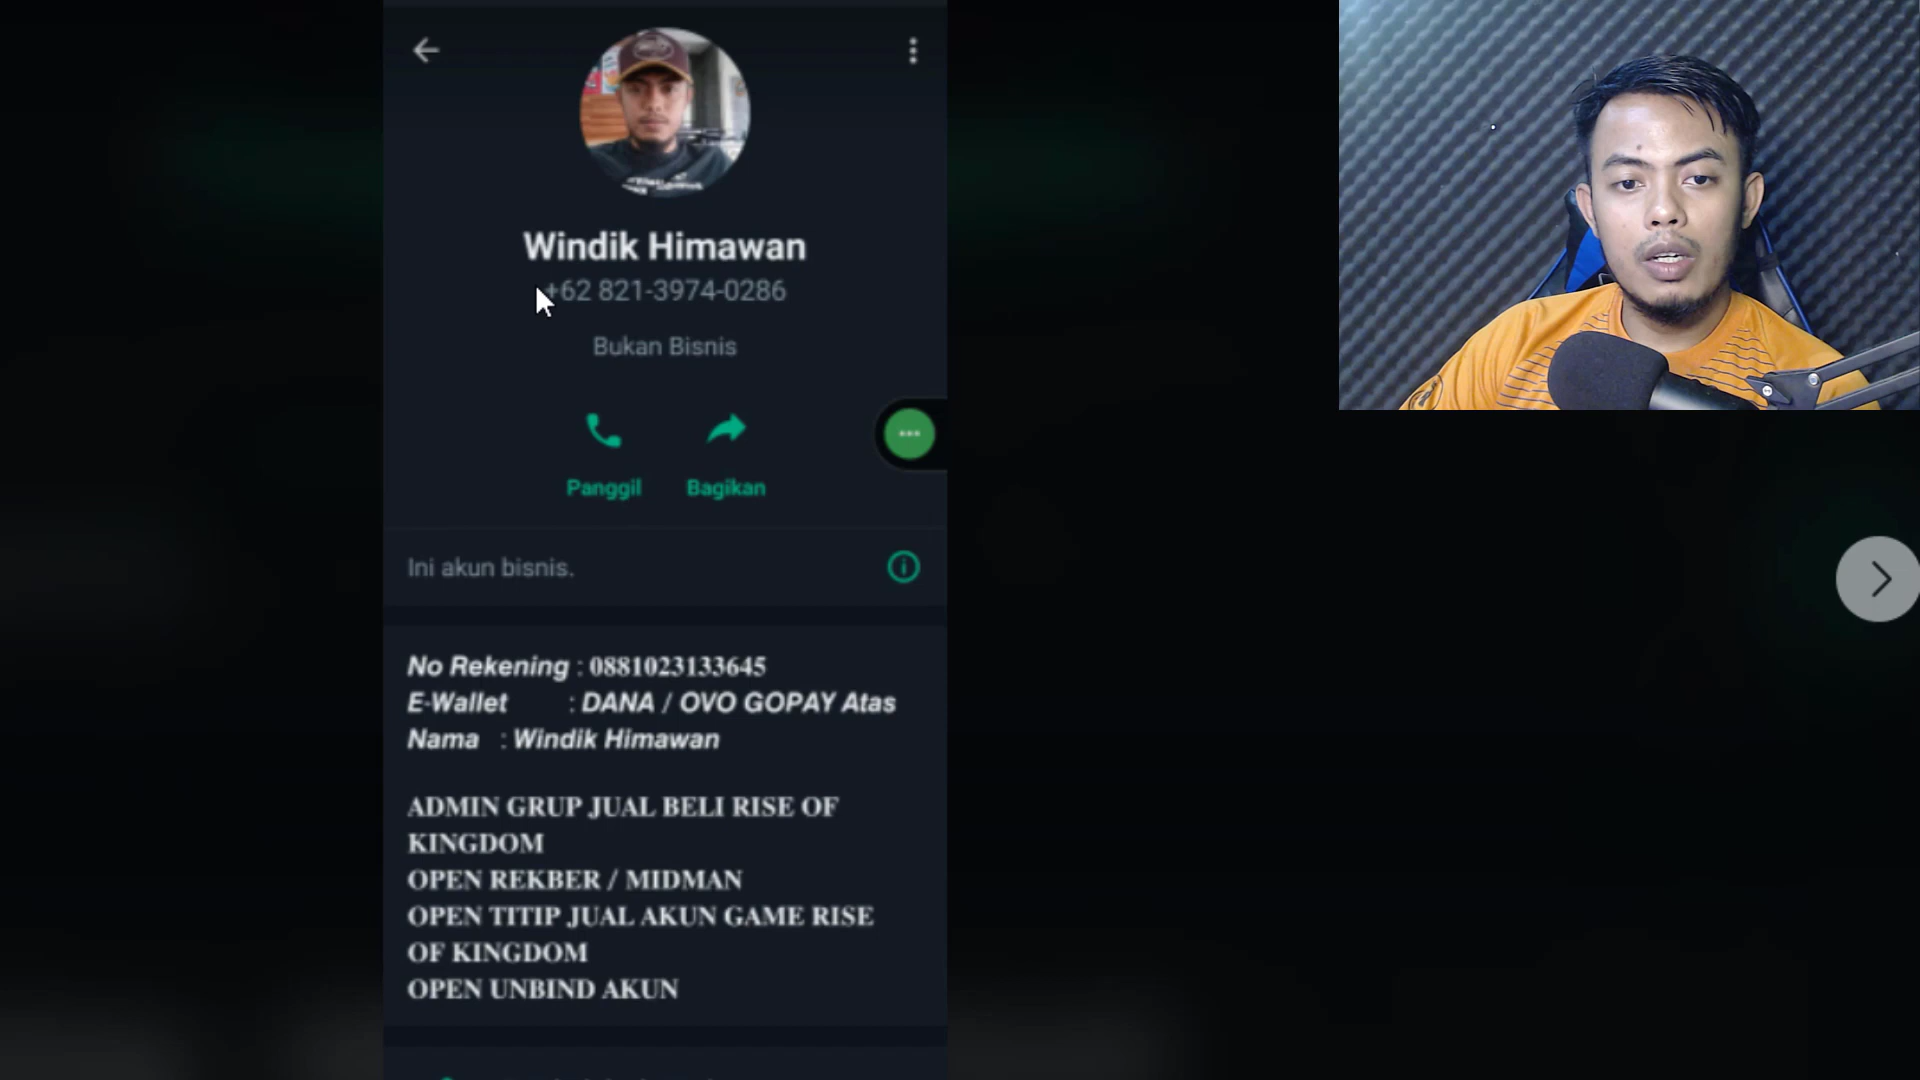 Windik Himawan
+62 821-3974-0286
Bukan Bisnis
Panggil
Bagikan
Ini akun bisnis.
No Rekening : 0881023133645
E-Wallet : DANA / OVO GOPAY Atas
Nama : Windik Himawan
ADMIN GRUP JUAL BELI RISE OF
KINGDOM
OPEN REKBER / MIDMAN
OPEN TITIP JUAL AKUN GAME RISE
OF KINGDOM
OPEN UNBIND AKUN